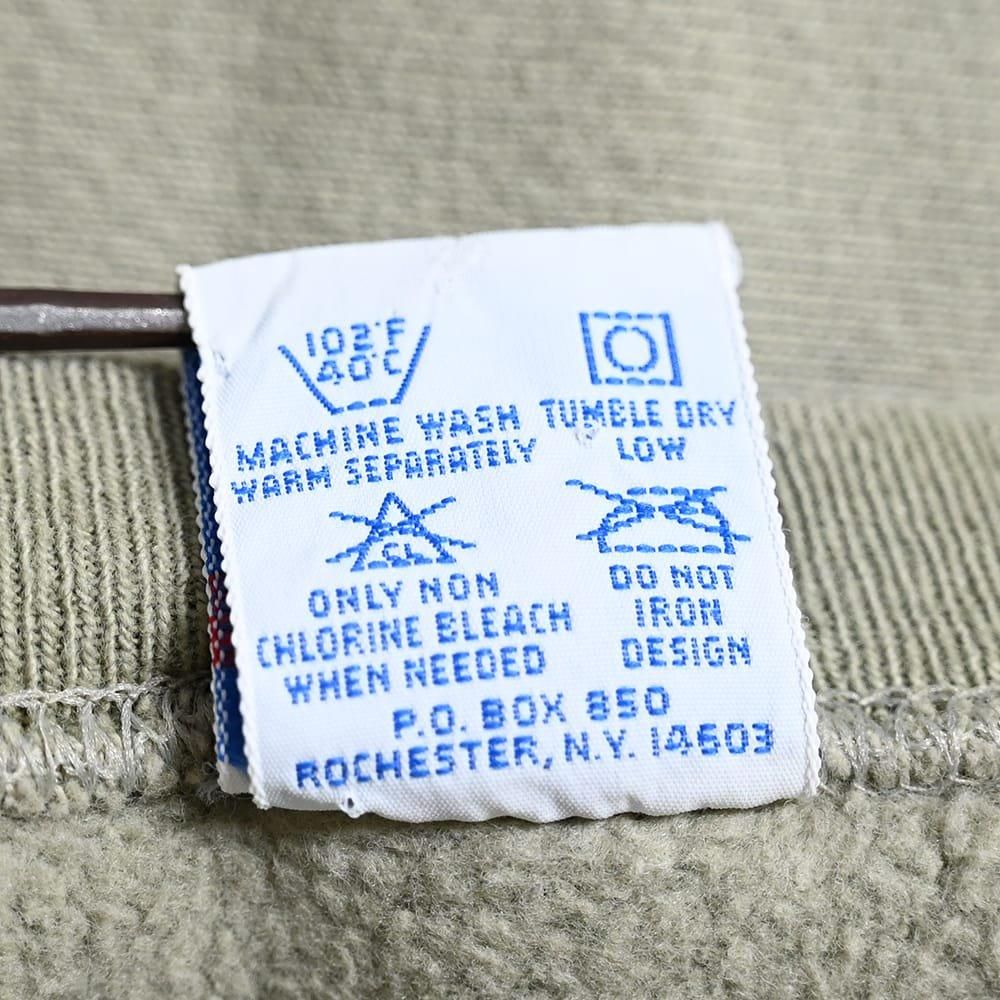 102°F
40°C
MACHINE WASH
WARM SEPARATELY
TUMBLE DRY
LOW
CL
ONLY NON
CHLORINE BLEACH
WHEN NEEDED
DO NOT
IRON
DESIGN
P.O. BOX 850
ROCHESTER, N.Y. 14603